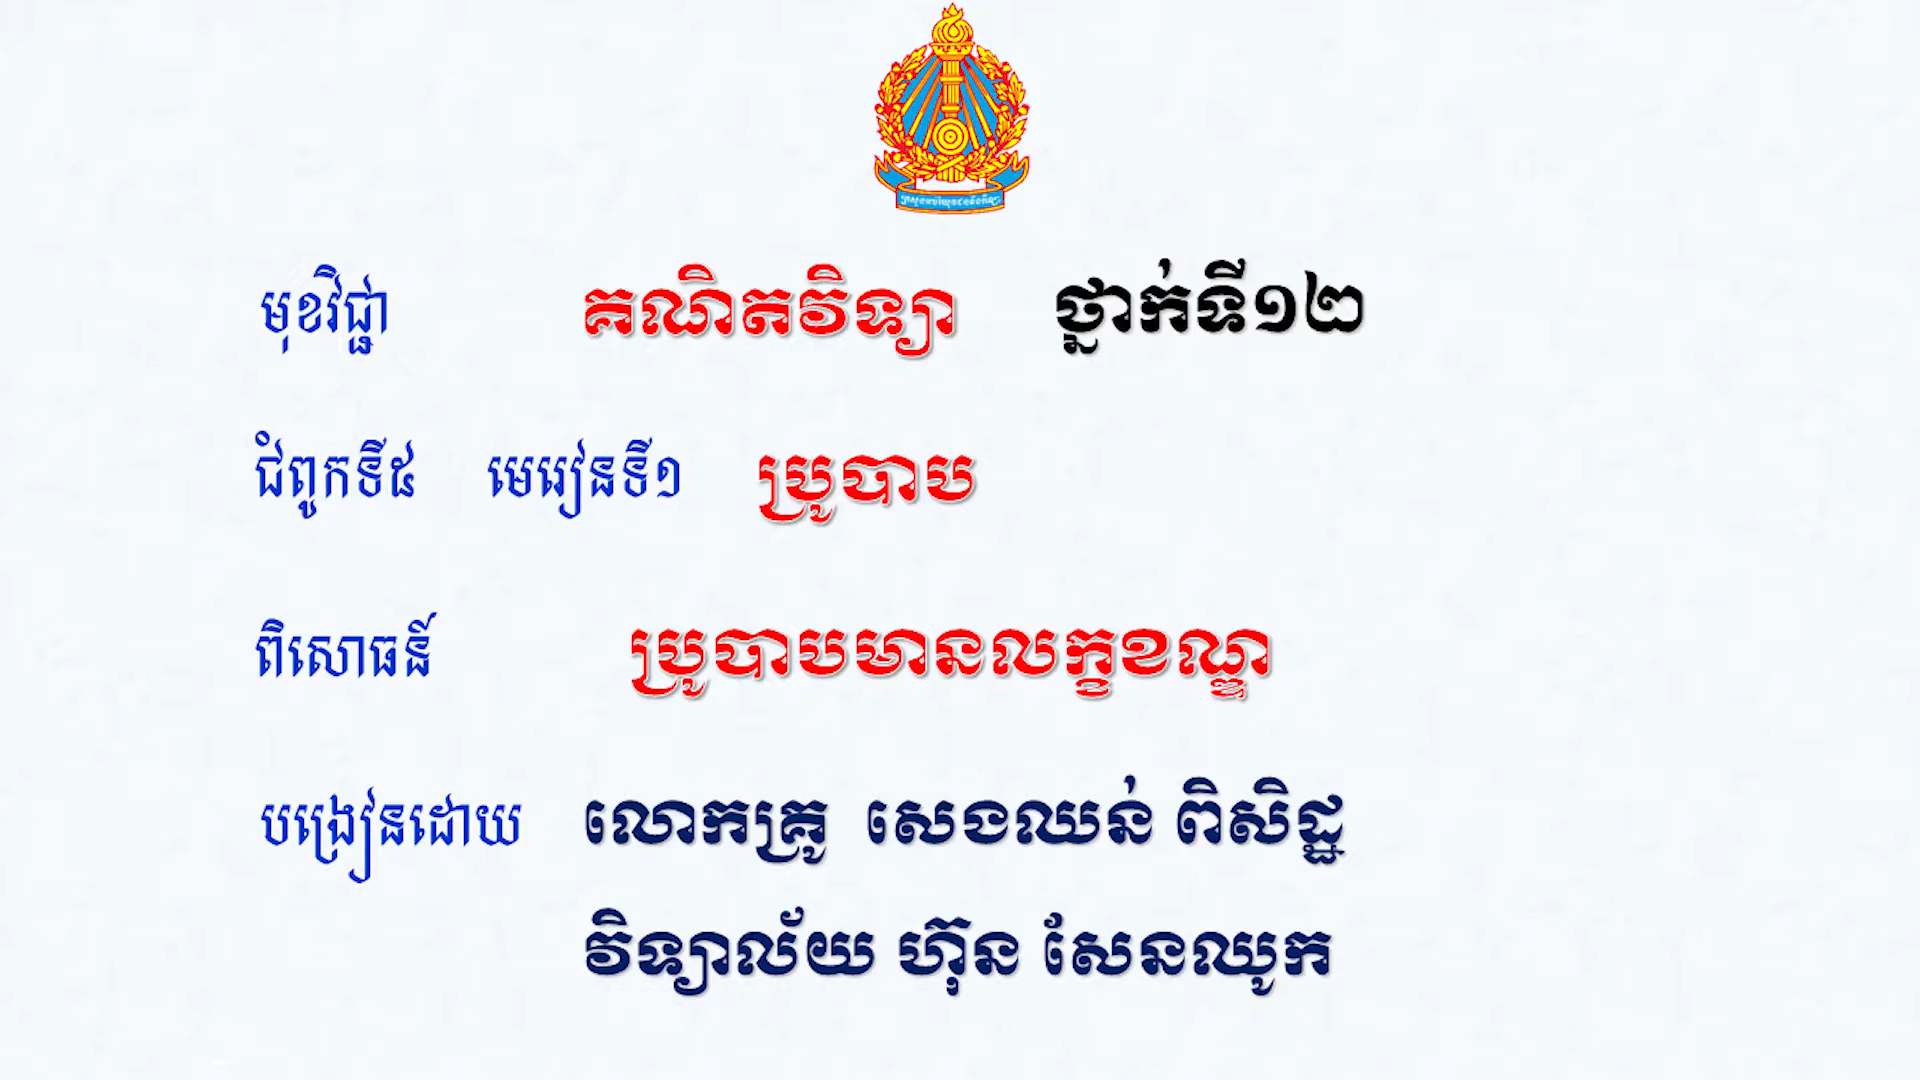 មុខវិជ្ជា គណិតវិទ្យា ថ្នាក់ទី១២
ជំពូកទី៥ មេរៀនទី១ ប្រូបាប
ពិសោធន៍ ប្រូបាបមានលក្ខខណ្ឌ
បង្រៀនដោយ លោកគ្រូ សេងឈន់ ពិសិដ្ឋ
វិទ្យាល័យ ហ៊ុន សែនឈូក